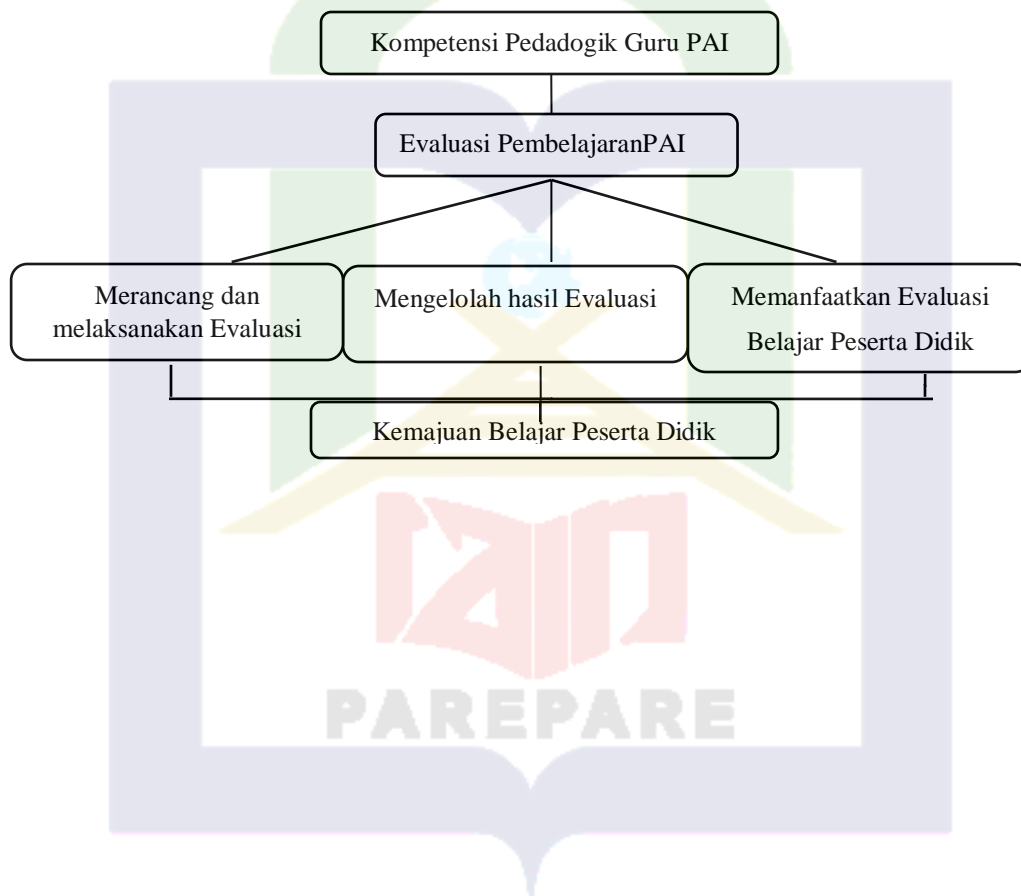 Kompetensi Pedadogik Guru PAI
Evaluasi PembelajaranPAI
Merancang dan
melaksanakan Evaluasi
Mengelolah hasil Evaluasi
Memanfaatkan Evaluasi
Belajar Peserta Didik
Kemajuan Belajar Peserta Didik
iain
PAREPARE